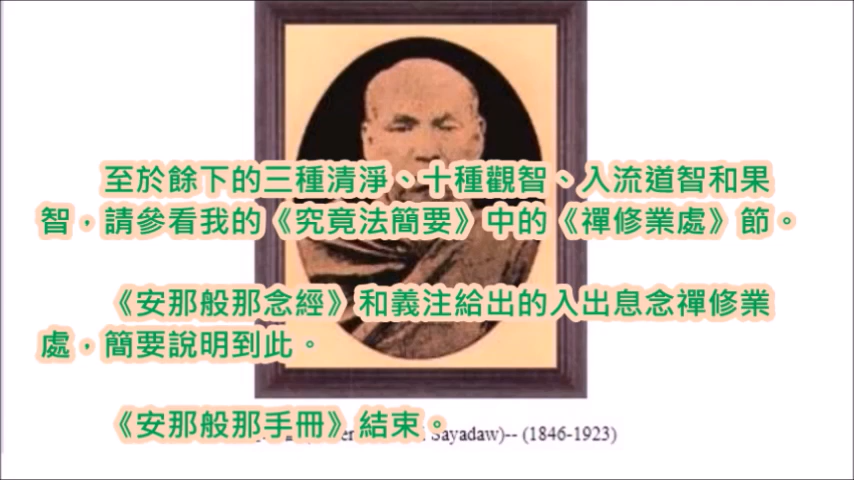 至於餘下的三種清淨、十種觀智、入流道智和果
智，請參看我的《究竟法簡要》中的《禪修業處》節。
《安那般那念經》和義注給出的入出息念禪修業
處，簡要說明到此。
《安那般那手冊》結束。
Sayadaw)-- (1846-1923)